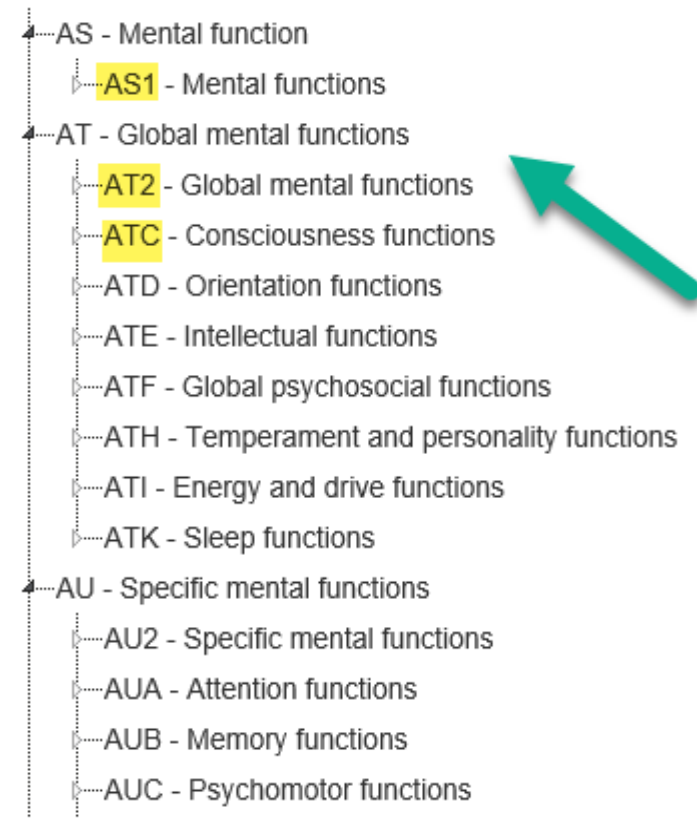 AS - Mental function
AS1 - Mental functions
AT - Global mental functions
AT2 - Global mental functions
ATC - Consciousness functions
ATD - Orientation functions
ATE - Intellectual functions
ATF - Global psychosocial functions
ATH - Temperament and personality functions
ATI - Energy and drive functions
ATK - Sleep functions
AU - Specific mental functions
AU2 - Specific mental functions
AUA - Attention functions
AUB - Memory functions
AUC - Psychomotor functions